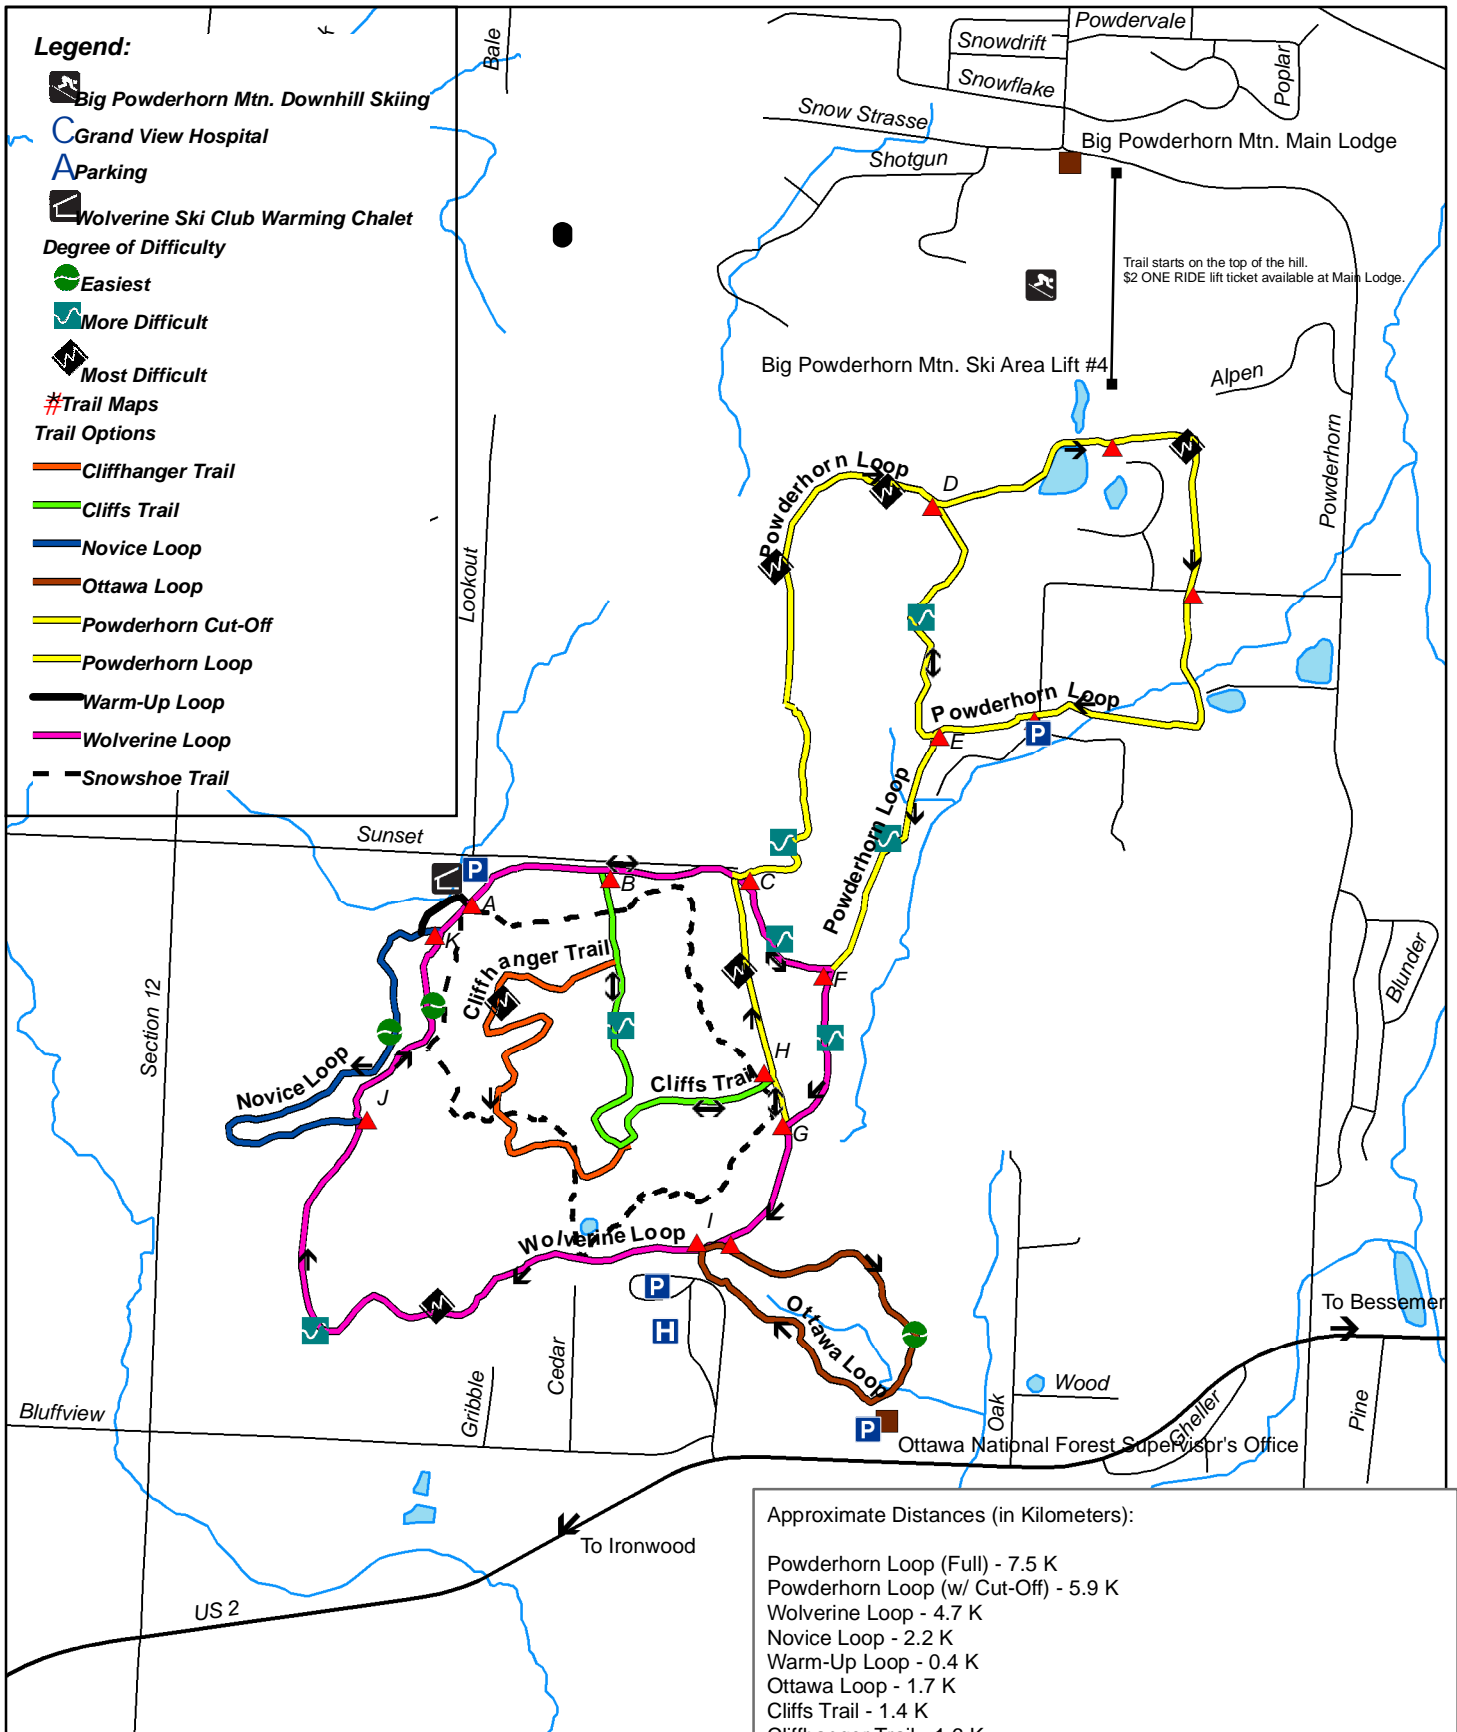 Legend:
Big Powderhorn Mtn. Downhill Skiing
C Grand View Hospital
A Parking
Wolverine Ski Club Warming Chalet
Degree of Difficulty
Easiest
More Difficult
Most Difficult
# Trail Maps
Trail Options
Cliffhanger Trail
Cliffs Trail
Novice Loop
Ottawa Loop
Powderhorn Cut-Off
Powderhorn Loop
Warm-Up Loop
Wolverine Loop
Snowshoe Trail
Bale
Powdervale
Snowdrift
Snowflake
Poplar
Snow Strasse
Shotgun
Big Powderhorn Mtn. Main Lodge
Trail starts on the top of the hill.
$2 ONE RIDE lift ticket available at Main Lodge.
Big Powderhorn Mtn. Ski Area Lift #4
Alpen
Powderhorn
Lookout
Powderhorn Loop
D
Powderhorn Loop
E
P
Powderhorn Loop
Powderhorn Loop
Sunset
P
A
B
C
K
F
Cliffhanger Trail
Blunder
Section 12
H
Cliffs Trail
Novice Loop
J
G
I
Wolverine Loop
P
H
Ottawa Loop
To Bessemer
Cedar
Gribble
Wood
Oak
Gheller
Pine
Bluffview
P
Ottawa National Forest Supervisor's Office
To Ironwood
US 2
Approximate Distances (in Kilometers):
Powderhorn Loop (Full) - 7.5 K
Powderhorn Loop (w/ Cut-Off) - 5.9 K
Wolverine Loop - 4.7 K
Novice Loop - 2.2 K
Warm-Up Loop - 0.4 K
Ottawa Loop - 1.7 K
Cliffs Trail - 1.4 K
Cliffhanger Trail